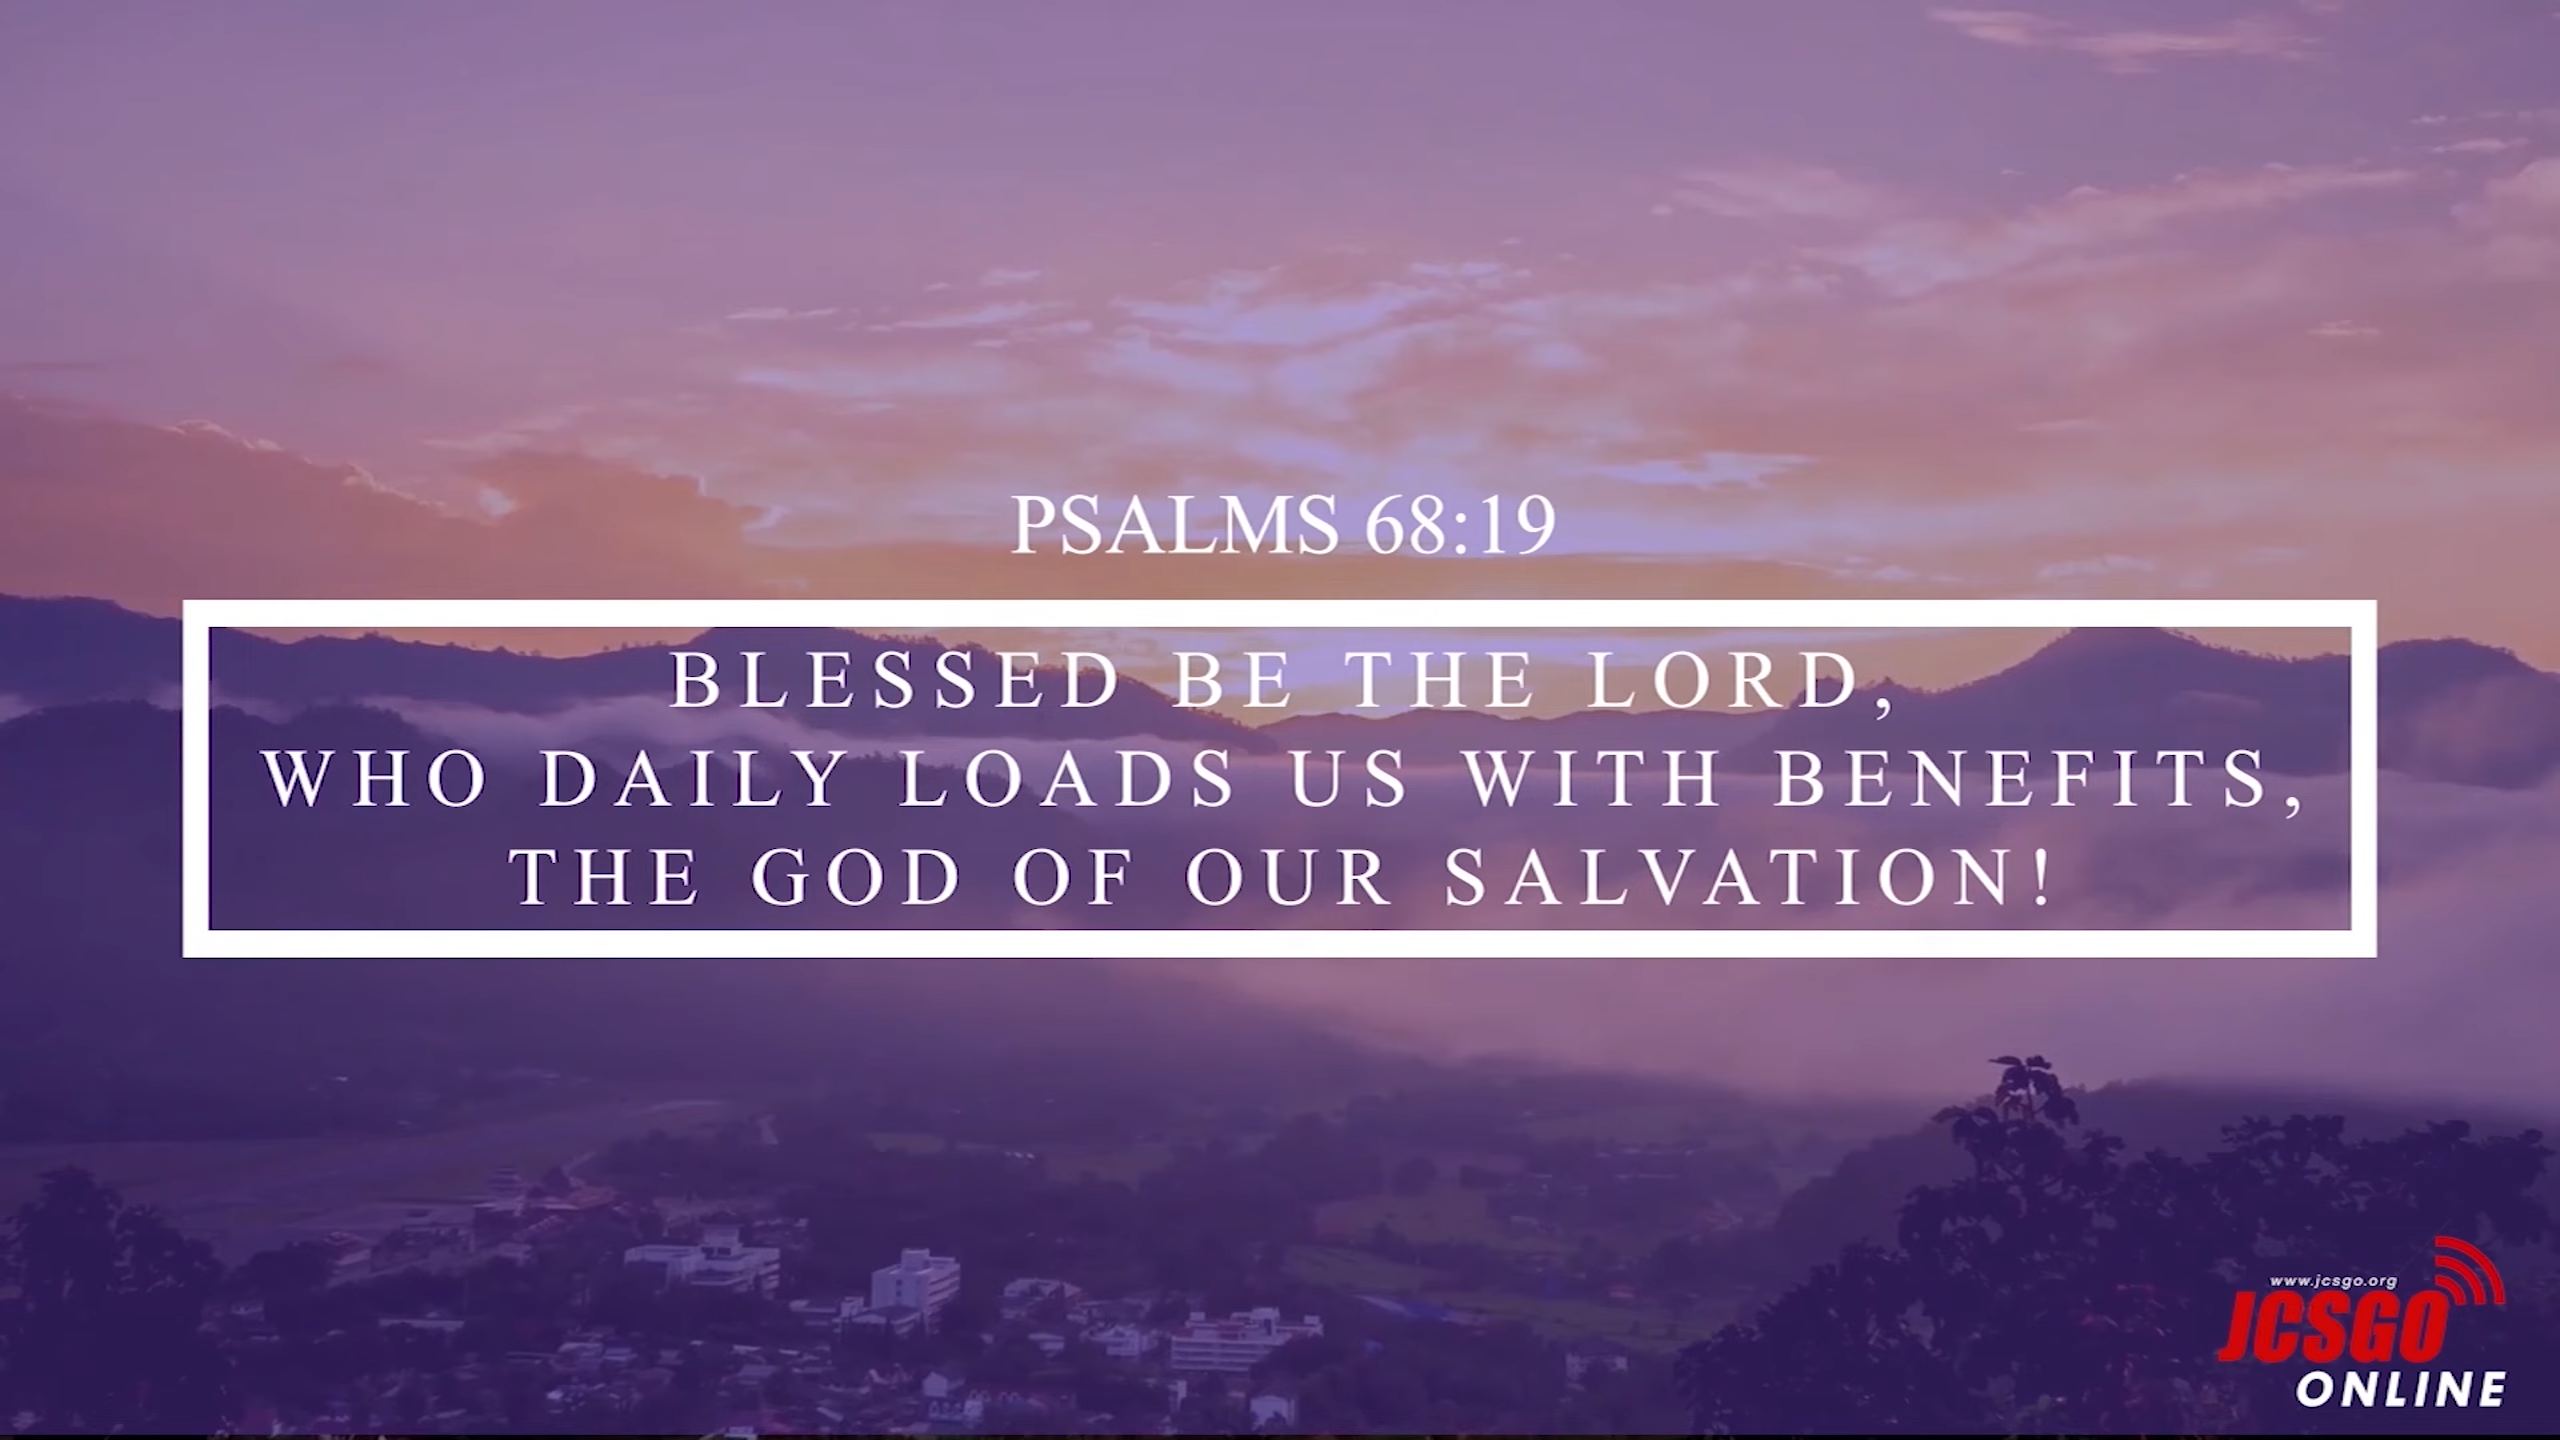 PSALMS 68:19
BLESSED BE THE LORD,
WHO DAILY LOADS US WITH BENEFITS,
THE GOD OF OUR SALVATION!
www.jcsgo.org
JCSGO
ONLINE